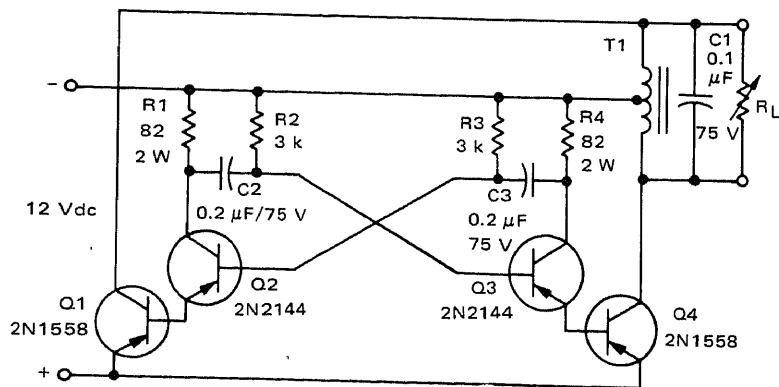 T1
C1
0.1
μF
75 V
RL
−
R1
82
2 W
R2
3 k
R3
3 k
R4
82
2 W
C2
0.2 μF/75 V
C3
0.2 μF
75 V
12 Vdc
Q1
2N1558
Q2
2N2144
Q3
2N2144
Q4
2N1558
+